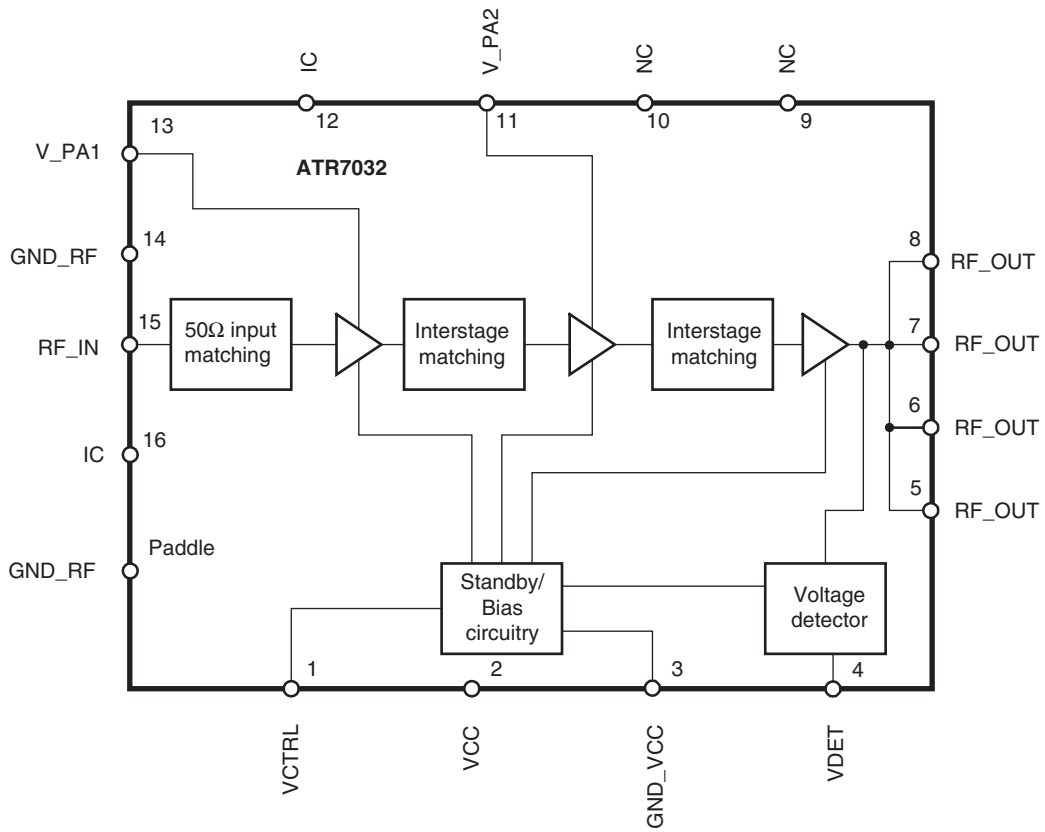 IC
V_PA2
NC
NC
13
12
11
10
9
V_PA1
ATR7032
14
GND_RF
8
RF_OUT
15
RF_IN
50Ω input
matching
Interstage
matching
Interstage
matching
7
RF_OUT
6
RF_OUT
16
IC
5
RF_OUT
Paddle
GND_RF
Standby/
Bias
circuitry
Voltage
detector
1
2
3
4
VCTRL
VCC
GND_VCC
VDET